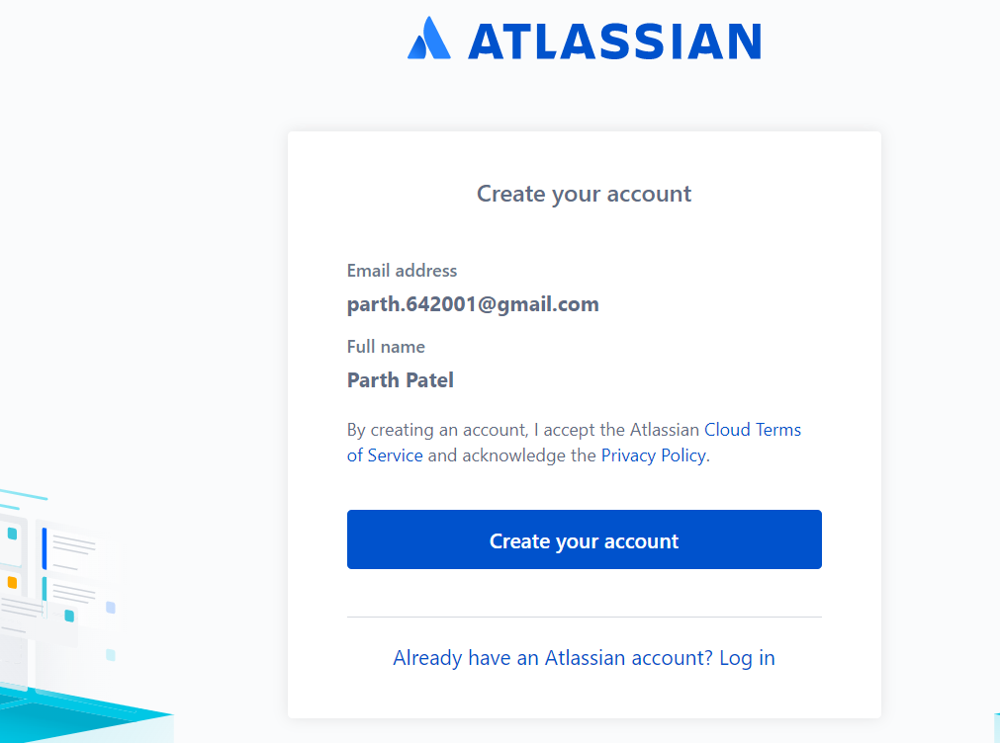 ATLASSIAN
Create your account
Email address
parth.642001@gmail.com
Full name
Parth Patel
By creating an account, I accept the Atlassian Cloud Terms
of Service and acknowledge the Privacy Policy.
Create your account
Already have an Atlassian account? Log in